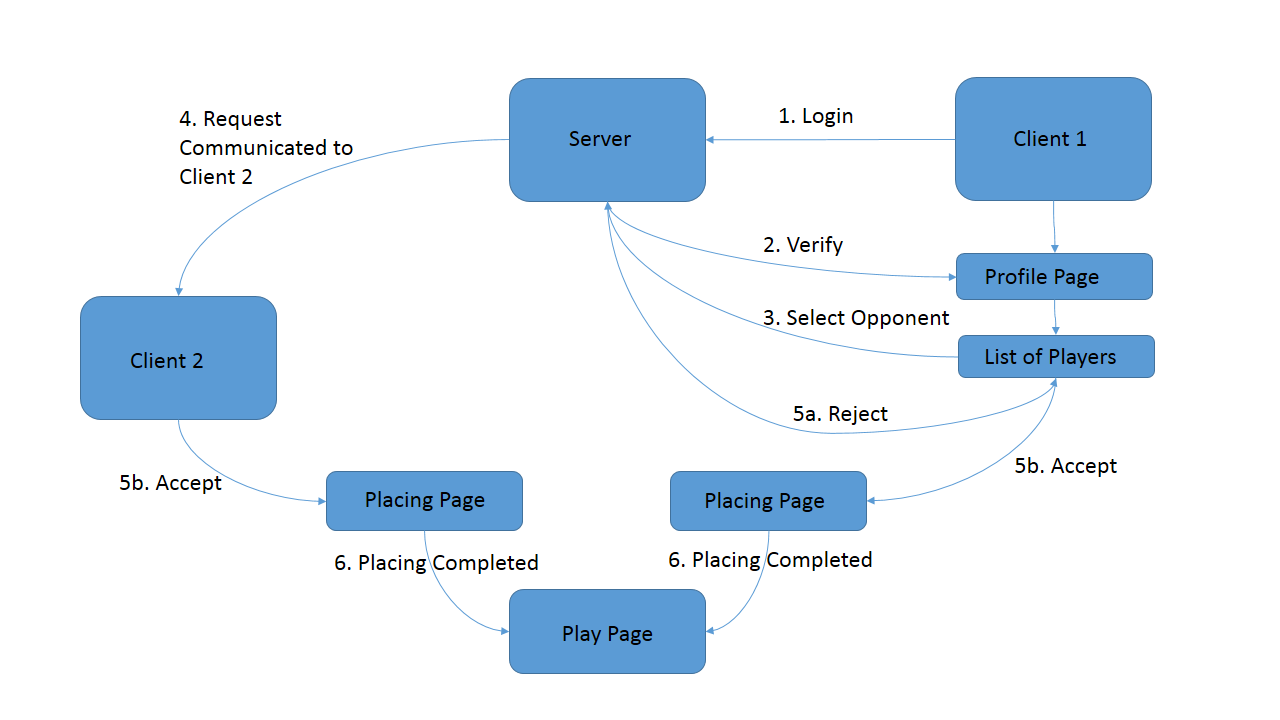 4. Request
Communicated to
Client 2
Server
1. Login
Client 1
2. Verify
Profile Page
3. Select Opponent
List of Players
Client 2
5a. Reject
5b. Accept
5b. Accept
Placing Page
Placing Page
6. Placing Completed
6. Placing Completed
Play Page